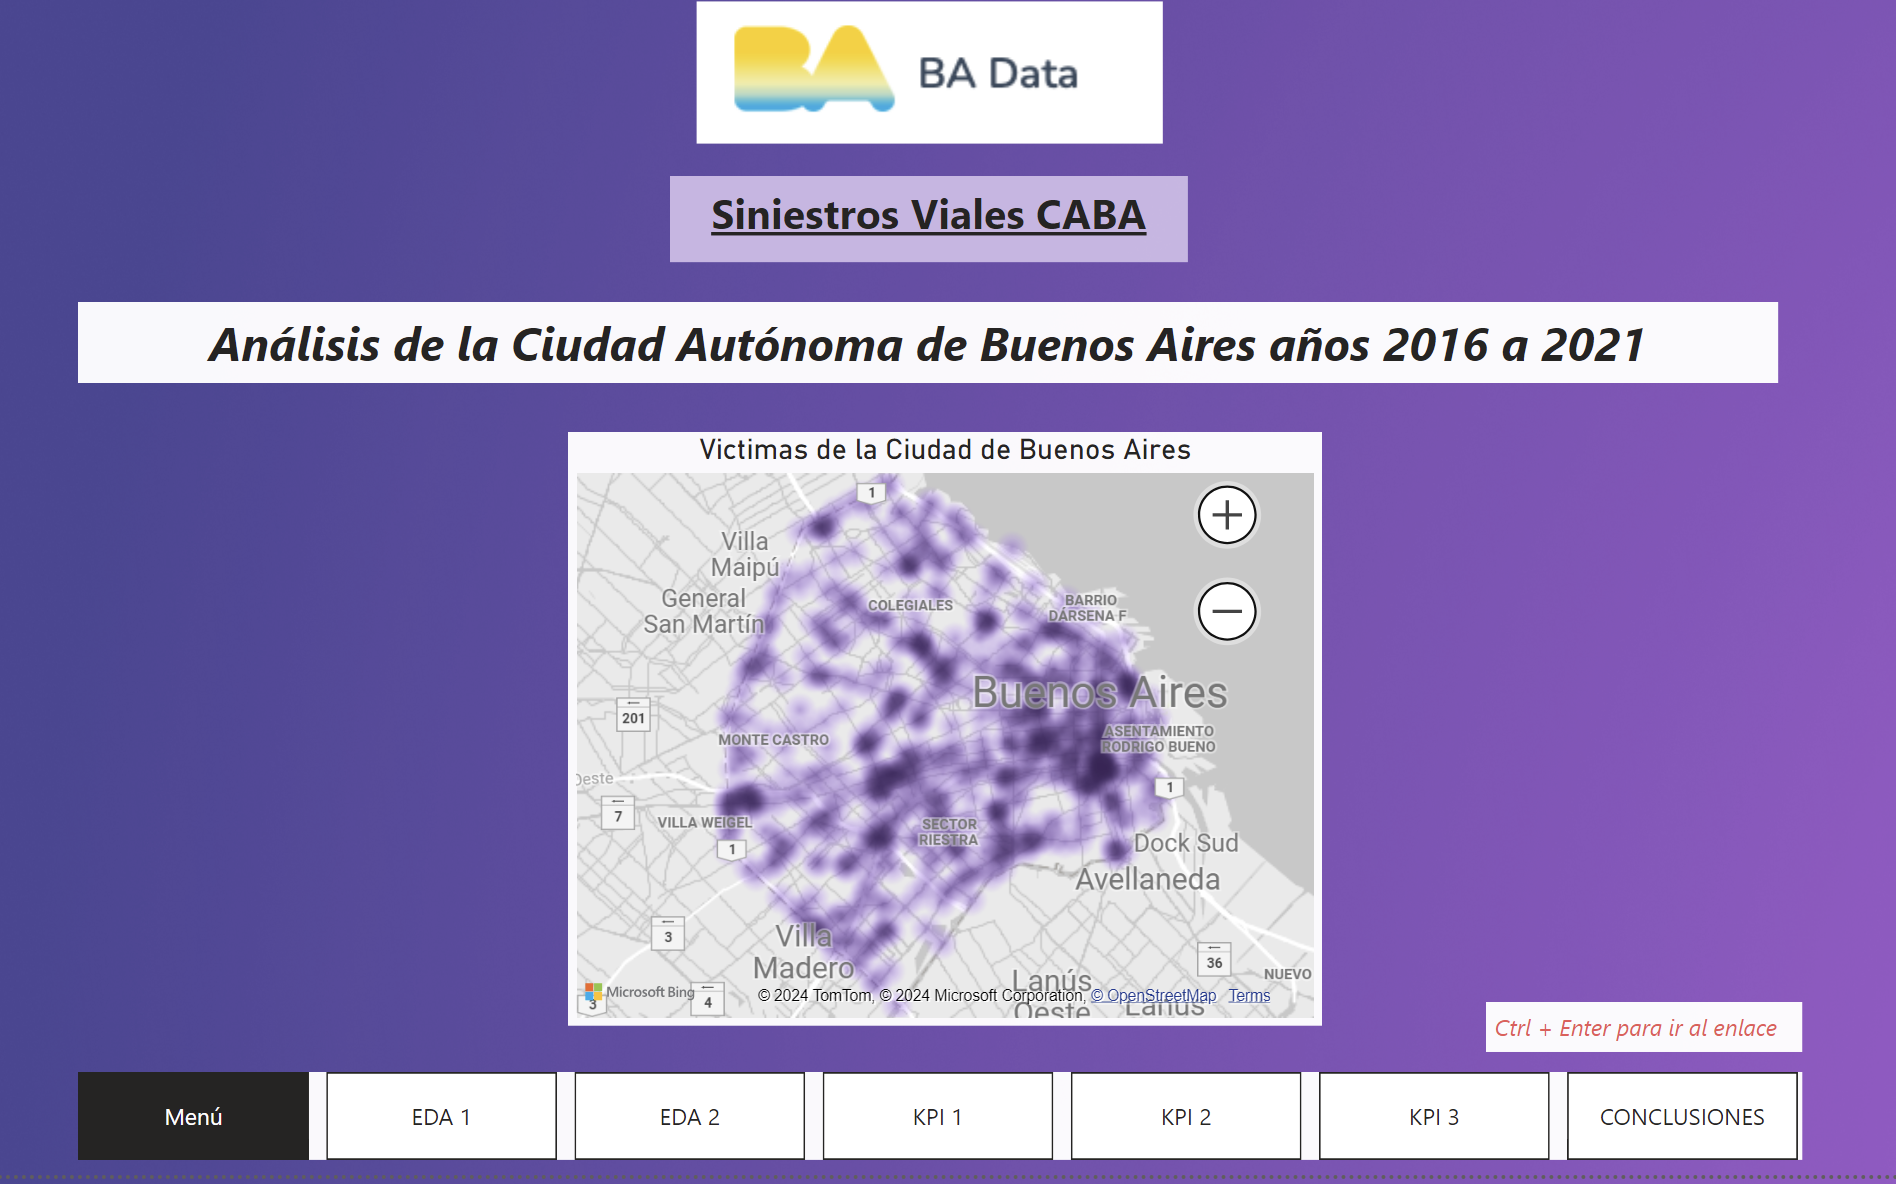 BA BA Data
Siniestros Viales CABA
Análisis de la Ciudad Autónoma de Buenos Aires años 2016 a 2021
Victimas de la Ciudad de Buenos Aires
1
Villa
Maipú
General
San Martín
COLEGIALES
BARRIO
DÁRSENA F
Buenos Aires
201
MONTE CASTRO
ASENTAMIENTO
RODRIGO BUENO
Oeste
7
VILLA WEIGEL
1
SECTOR
RIESTRA
1
Dock Sud
Avellaneda
3
Villa
Madero
36
NUEVO
Lanús
Oeste
Lanús
3
Microsoft Bing
4
© 2024 TomTom, © 2024 Microsoft Corporation, © OpenStreetMap Terms
Ctrl + Enter para ir al enlace
Menú
EDA 1
EDA 2
KPI 1
KPI 2
KPI 3
CONCLUSIONES